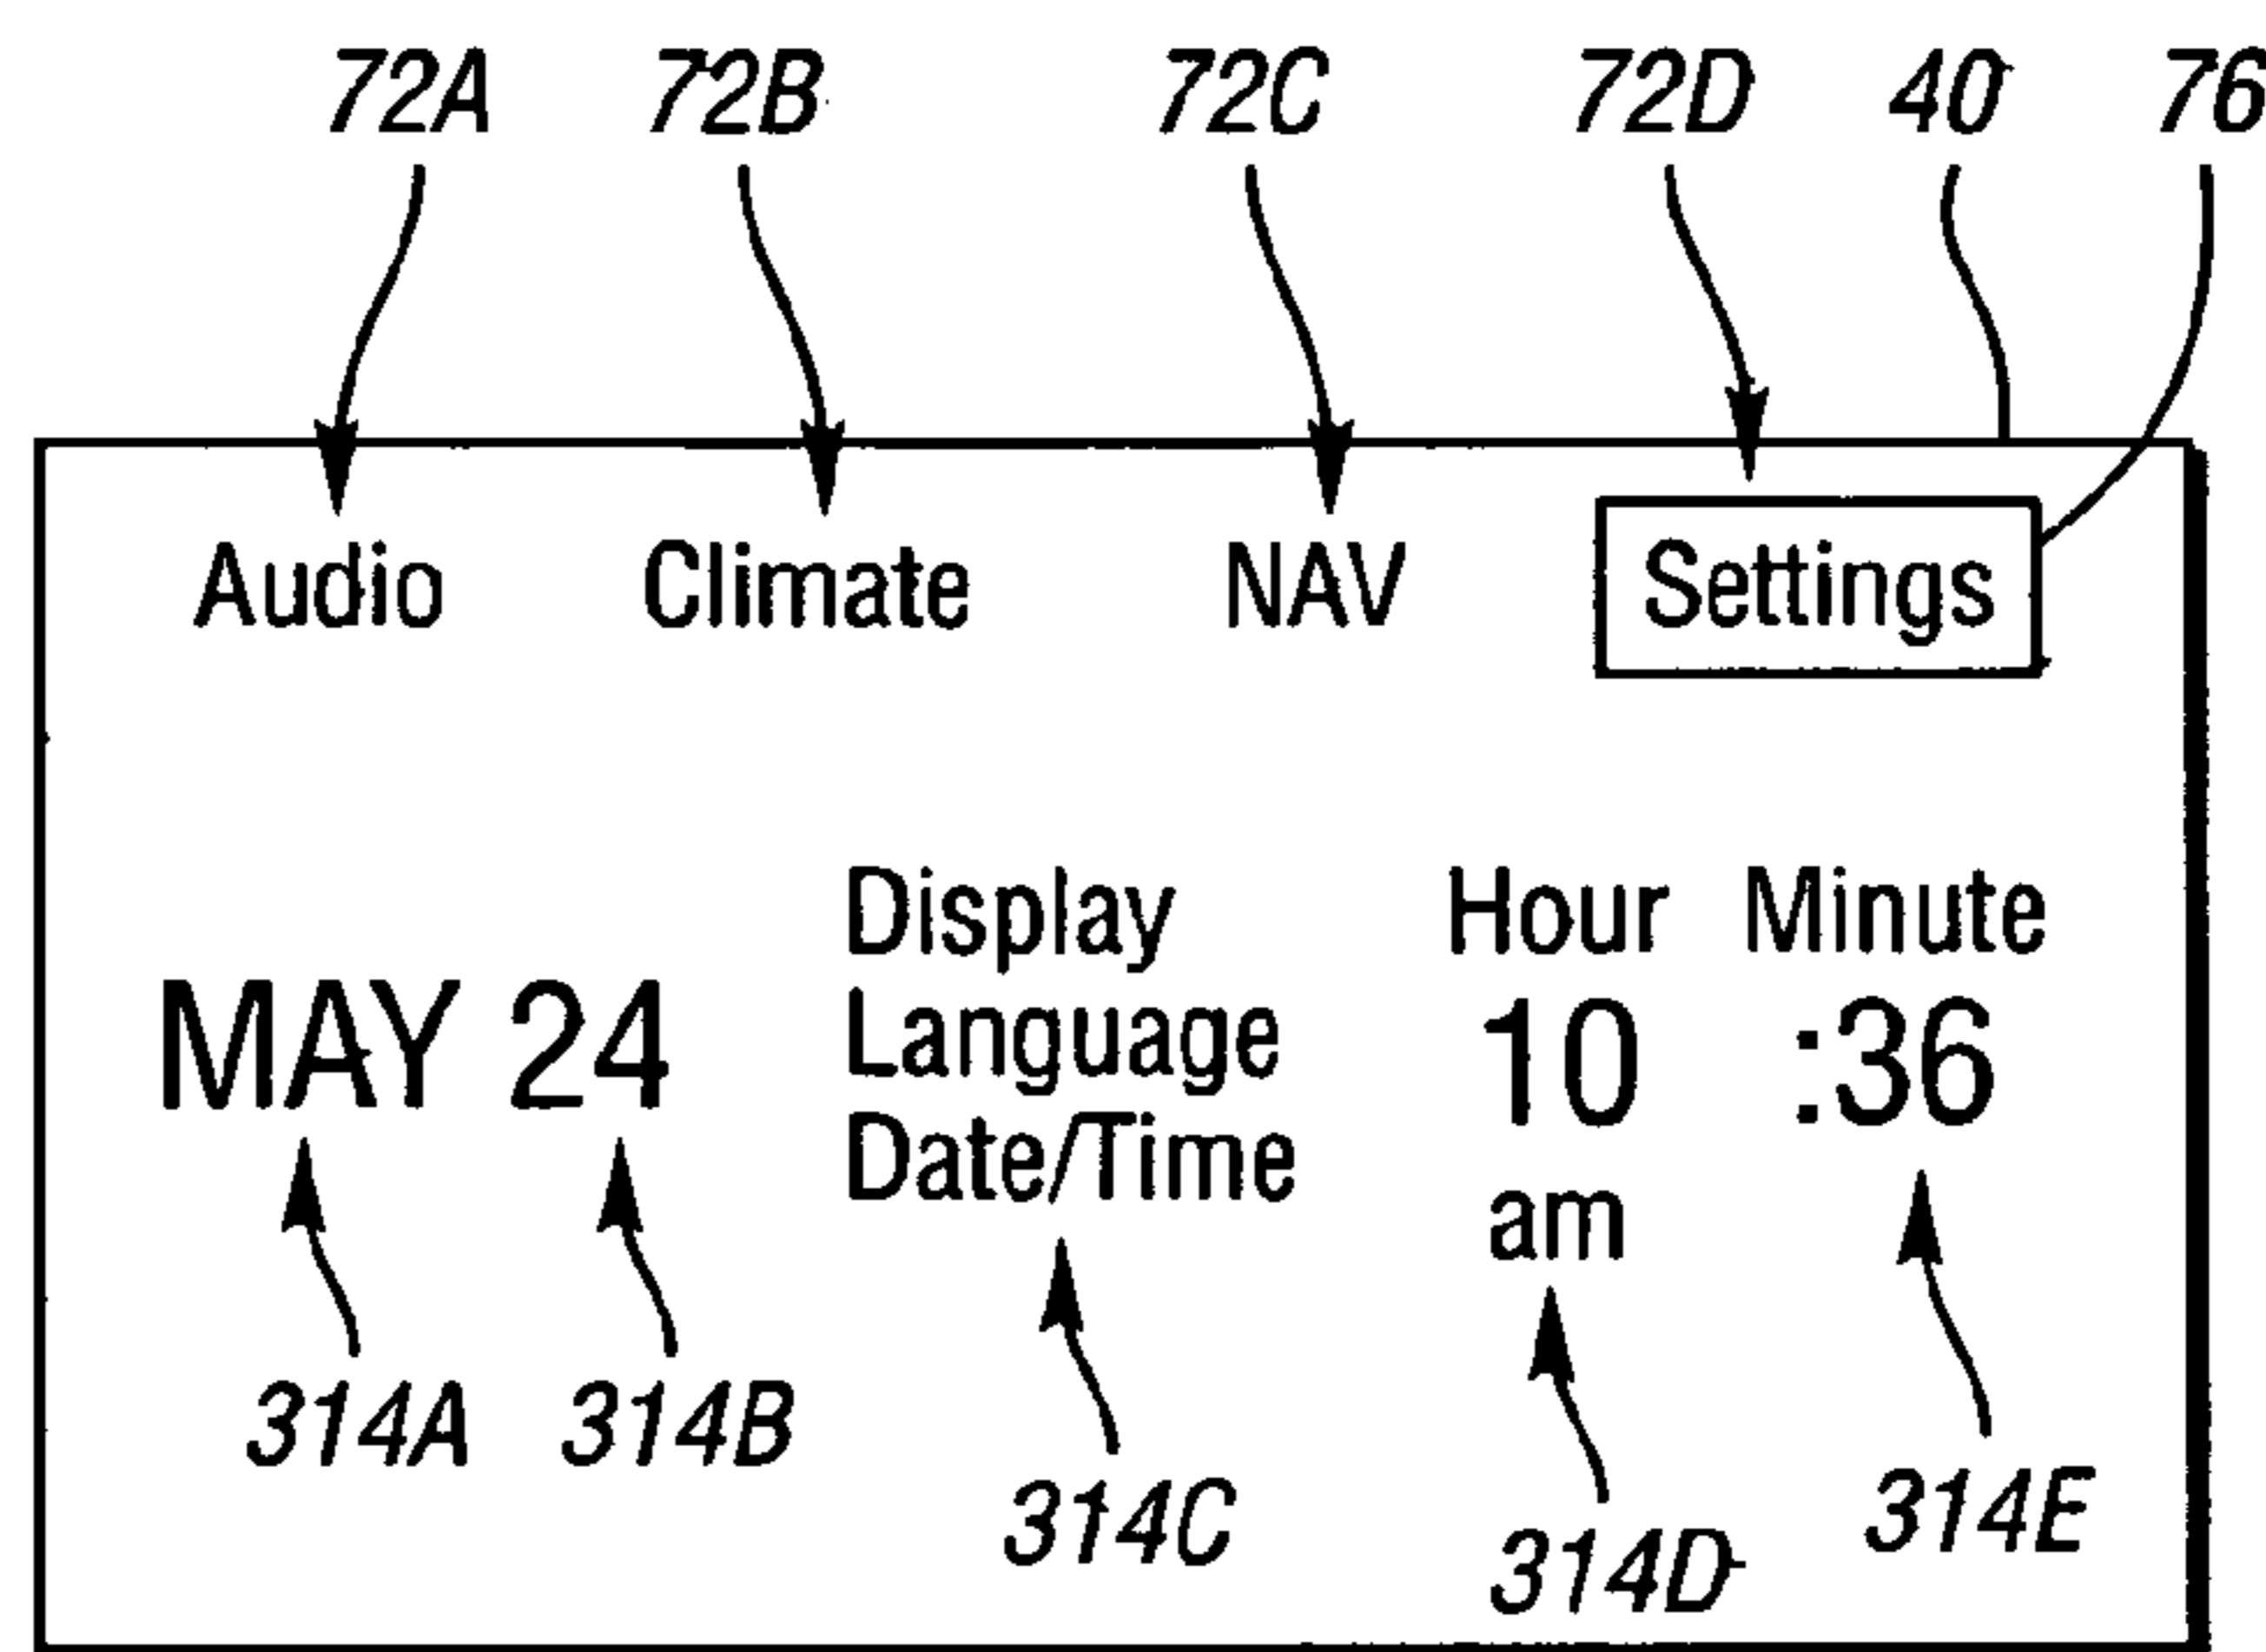 72A 72B 72C 72D 40 76
Audio Climate NAV Settings
Display Hour Minute
MAY 24 Language 10 :36
Date/Time am
314A 314B 314C 314D 314E